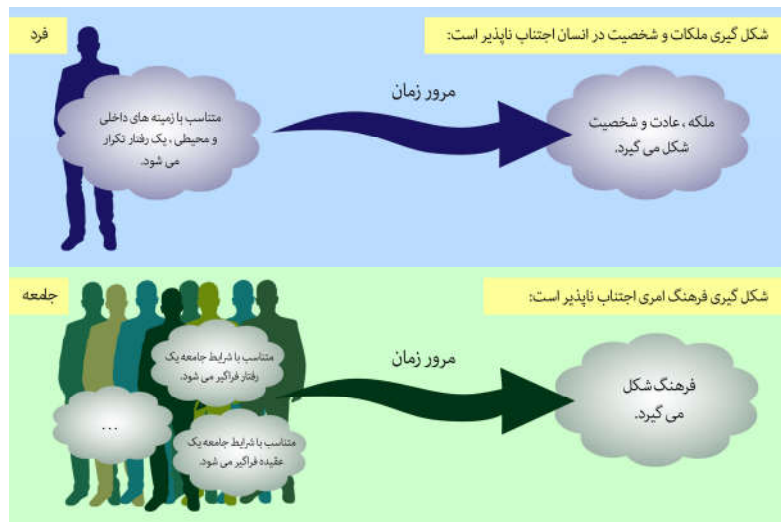 شکل گیری ملکات و شخصیت در انسان اجتناب ناپذیر است:
فرد
متناسب با زمینه های داخلی
و محیطی ، یک رفتار تکرار
می شود.
مرور زمان
ملکه ، عادت و شخصیت
شکل می گیرد.
شکل گیری فرهنگ امری اجتناب ناپذیر است:
جامعه
متناسب با شرایط جامعه یک
رفتار فراگیر می شود.
...
متناسب با شرایط جامعه یک
عقیده فراگیر می شود.
مرور زمان
فرهنگ شکل
می گیرد.